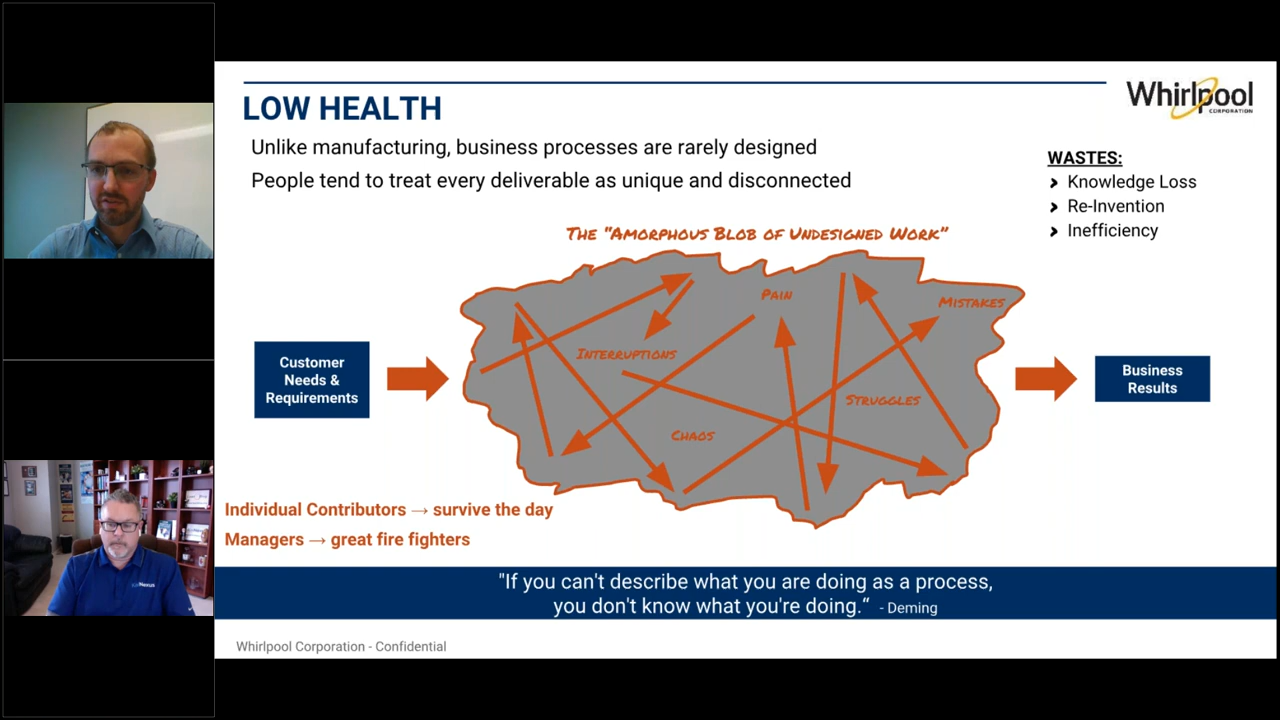 LOW HEALTH
Whirlpool
CORPORATION
Unlike manufacturing, business processes are rarely designed
People tend to treat every deliverable as unique and disconnected
WASTES:
Knowledge Loss
Re-Invention
Inefficiency
THE “AMORPHOUS BLOB OF UNDESIGNED WORK”
PAIN
MISTAKES
INTERRUPTIONS
STRUGGLES
CHAOS
Customer
Needs &
Requirements
Business
Results
Individual Contributors → survive the day
Managers → great fire fighters
"If you can't describe what you are doing as a process,
you don't know what you're doing.“ - Deming
Whirlpool Corporation - Confidential